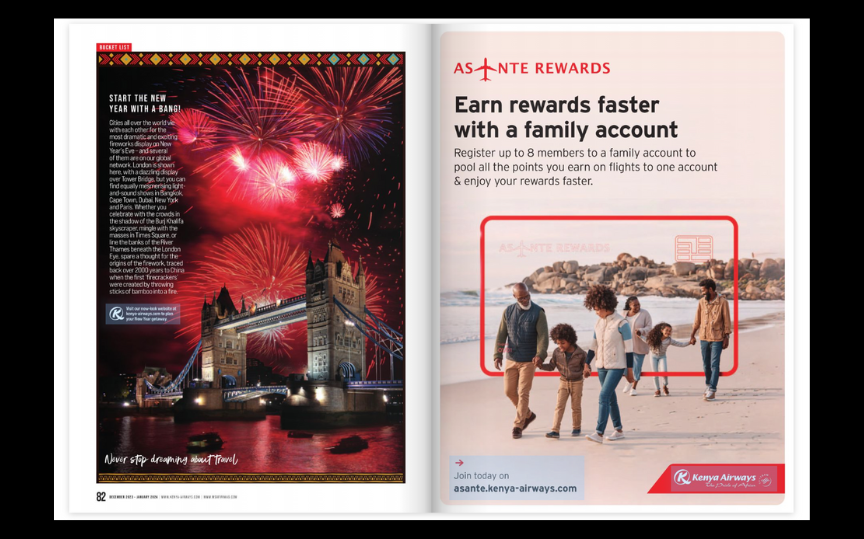 BUCKET LIST
START THE NEW
YEAR WITH A BANG!
Cities all over the world vie
with each other for the
most dramatic and exciting
fireworks display on New
Year's Eve – and several
of them are on our global
network. London is shown
here, with a dazzling display
over Tower Bridge, but you can
find equally mesmerising light-
and-sound shows in Bangkok,
Cape Town, Dubai, New York
and Paris. Whether you
celebrate with the crowds in
the shadow of the Burj Khalifa
skyscraper, mingle with the
masses in Times Square, or
line the banks of the River
Thames beneath the London
Eye, spare a thought for the
origins of the firework, traced
back over 2000 years to China
when the first 'firecrackers'
were created by throwing
sticks of bamboo into a fire.
Visit our new-look website at
kenya-airways.com to plan
your New Year getaway.
Never stop dreaming about travel
82 DECEMBER 2025 - JANUARY 2026
ASANTE REWARDS
Earn rewards faster
with a family account
Register up to 8 members to a family account to
pool all the points you earn on flights to one account
& enjoy your rewards faster.
ASANTE REWARDS
Join today on
asante.kenya-airways.com
Kenya Airways
The Pride of Africa